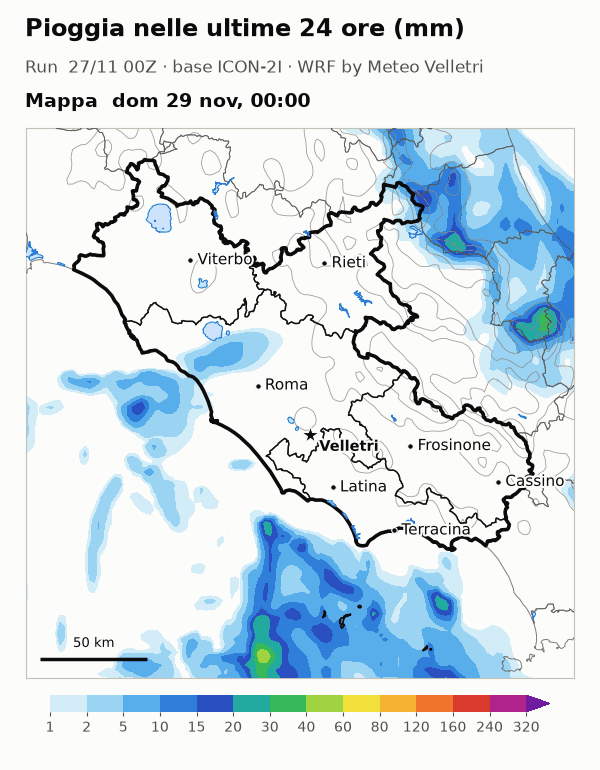 Pioggia nelle ultime 24 ore (mm)
Run  27/11 00Z · base ICON-2I · WRF by Meteo Velletri
Mappa  dom 29 nov, 00:00
Viterbo
Rieti
Roma
Velletri
Frosinone
Cassino
Latina
Terracina
50 km
1 2 5 10 15 20 30 40 60 80 120 160 240 320